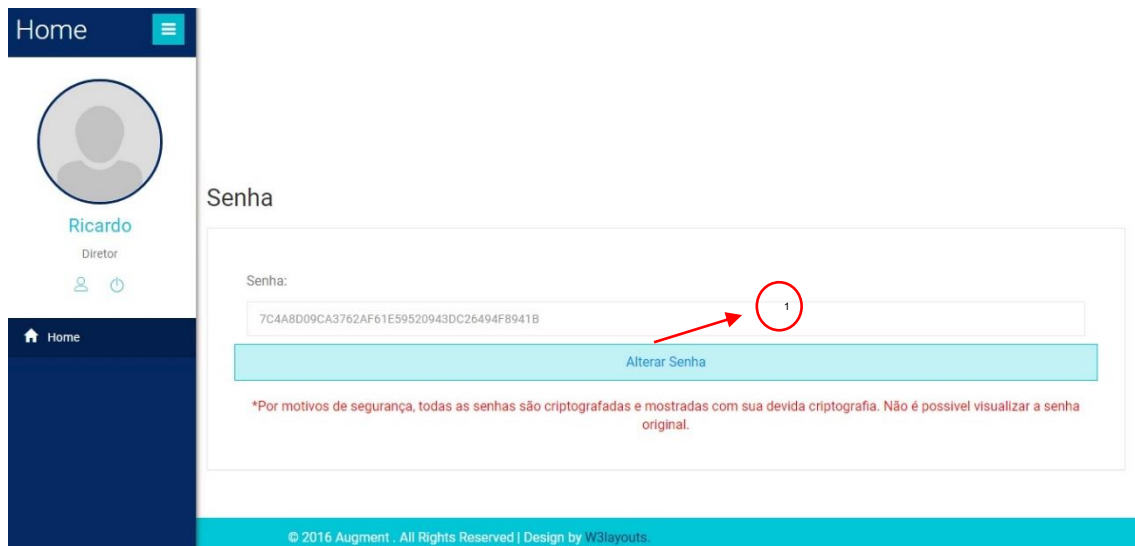 Home
Ricardo
Diretor
Home
Senha
Senha:
1
7C4A8D09CA3762AF61E59520943DC26494F8941B
Alterar Senha
*Por motivos de segurança, todas as senhas são criptografadas e mostradas com sua devida criptografia. Não é possivel visualizar a senha
original.
© 2016 Augment . All Rights Reserved | Design by W3layouts.